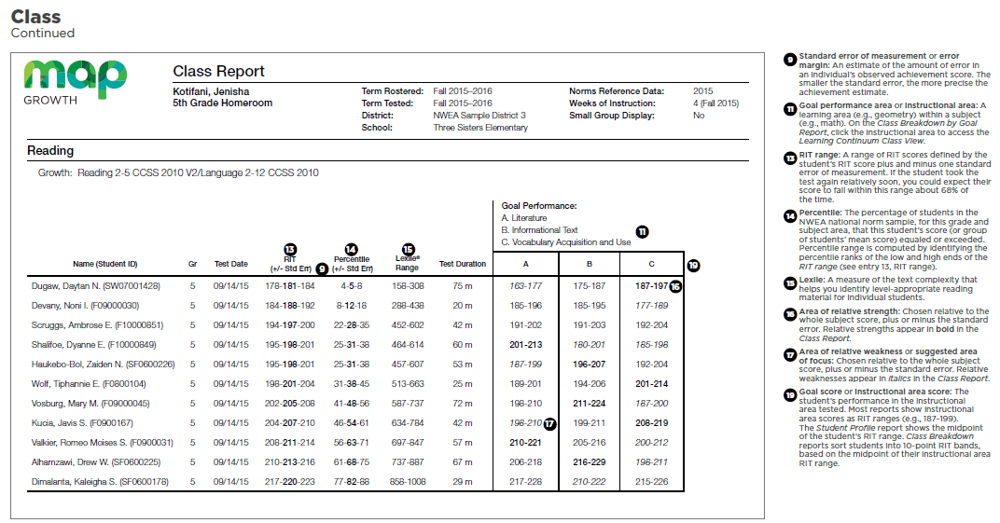 Class
Continued
map
GROWTH
Class Report
Kotifani, Jenisha
5th Grade Homeroom
Term Rostered: Fall 2015–2016
Term Tested: Fall 2015–2016
District: NWEA Sample District 3
School: Three Sisters Elementary
Norms Reference Data: 2015
Weeks of Instruction: 4 (Fall 2015)
Small Group Display: No
Reading
Growth: Reading 2-5 CCSS 2010 V2/Language 2-12 CCSS 2010
Goal Performance:
A. Literature
B. Informational Text
C. Vocabulary Acquisition and Use
11
13 14 15
Name (Student ID) Gr Test Date RIT (+/- Std Err) 9 Percentile (+/- Std Err) Lexile® Range Test Duration A B C 19
Dugaw, Daytan N. (SW07001428) 5 09/14/15 178-181-184 4-5-8 158-308 75 m 163-177 175-187 187-197 16
Devany, Noni I. (F09000030) 5 09/14/15 184-188-192 8-12-18 288-438 20 m 185-196 185-195 177-189
Scruggs, Ambrose E. (F10000851) 5 09/14/15 194-197-200 22-28-35 452-602 42 m 191-202 191-203 192-204
Shalifoe, Dyanne E. (F10000849) 5 09/14/15 195-198-201 25-31-38 464-614 60 m 201-213 180-201 185-198
Haukebo-Bol, Zaiden N. (SF0600226) 5 09/14/15 195-198-201 25-31-38 457-607 53 m 187-199 196-207 192-204
Wolf, Tiphannie E. (F0800104) 5 09/14/15 198-201-204 31-38-45 513-663 25 m 189-201 194-206 201-214
Vosburg, Mary M. (F09000045) 5 09/14/15 202-205-208 41-48-56 587-737 72 m 198-210 211-224 187-200
Kucia, Javis S. (F0900167) 5 09/14/15 204-207-210 46-54-61 634-784 42 m 198-210 17 199-211 208-219
Valkier, Romeo Moises S. (F0900031) 5 09/14/15 208-211-214 56-63-71 697-847 57 m 210-221 205-216 200-212
Alhamzawi, Drew W. (SF0600225) 5 09/14/15 210-213-216 61-68-75 737-887 67 m 206-218 216-229 198-211
Dimalanta, Kaleigha S. (SF0600178) 5 09/14/15 217-220-223 77-82-88 858-1008 29 m 217-228 210-222 215-226
9 Standard error of measurement or error
margin: An estimate of the amount of error in
an individual's observed achievement score. The
smaller the standard error, the more precise the
achievement estimate.
11 Goal performance area or instructional area: A
learning area (e.g., geometry) within a subject
(e.g., math). On the Class Breakdown by Goal
Report, click the instructional area to access the
Learning Continuum Class View.
13 RIT range: A range of RIT scores defined by the
student's RIT score plus and minus one standard
error of measurement. If the student took the
test again relatively soon, you could expect their
score to fall within this range about 68% of
the time.
14 Percentile: The percentage of students in the
NWEA national norm sample, for this grade and
subject area, that this student's score (or group
of students' mean score) equaled or exceeded.
Percentile range is computed by identifying the
percentile ranks of the low and high ends of the
RIT range (see entry 13, RIT range).
15 Lexile: A measure of the text complexity that
helps you identify level-appropriate reading
material for individual students.
16 Area of relative strength: Chosen relative to the
whole subject score, plus or minus the standard
error. Relative strengths appear in bold in the
Class Report.
17 Area of relative weakness or suggested area
of focus: Chosen relative to the whole subject
score, plus or minus the standard error. Relative
weaknesses appear in italics in the Class Report.
19 Goal score or instructional area score: The
student's performance in the instructional
area tested. Most reports show instructional
area scores as RIT ranges (e.g., 187–199).
The Student Profile report shows the midpoint
of the student's RIT range. Class Breakdown
reports sort students into 10-point RIT bands,
based on the midpoint of their instructional area
RIT range.